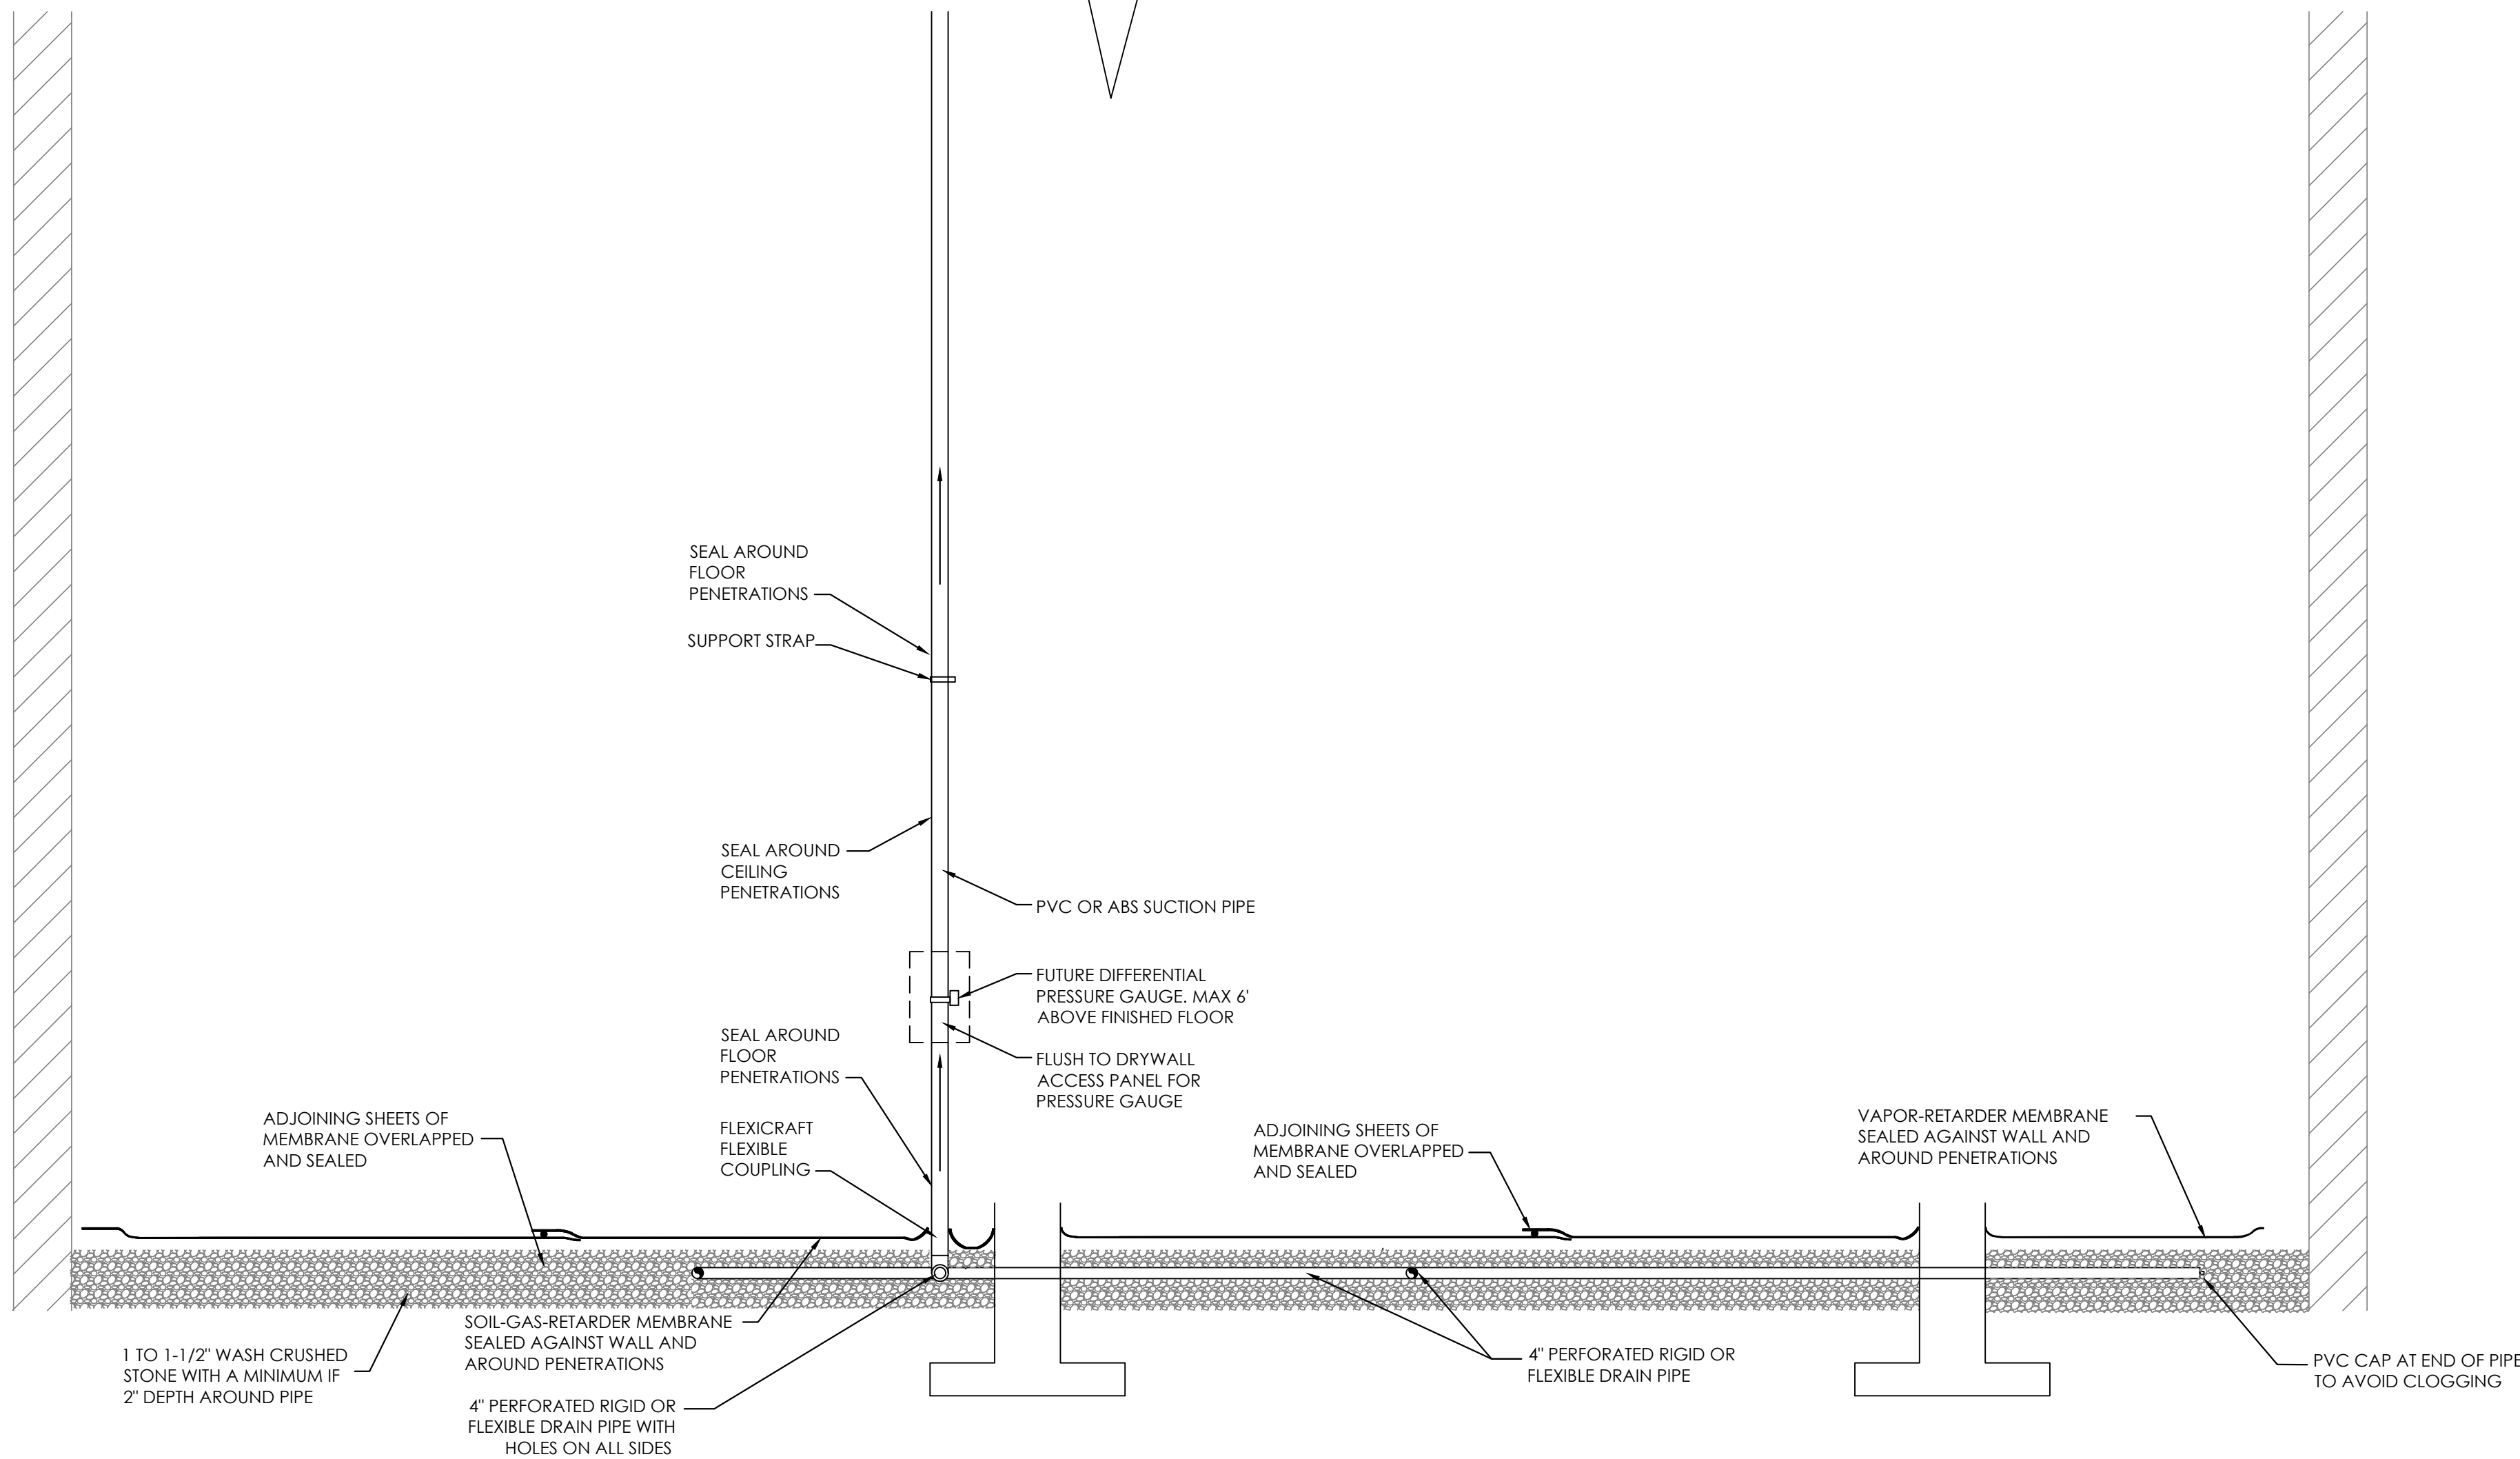 SEAL AROUND
FLOOR
PENETRATIONS
SUPPORT STRAP
SEAL AROUND
CEILING
PENETRATIONS
PVC OR ABS SUCTION PIPE
FUTURE DIFFERENTIAL
PRESSURE GAUGE. MAX 6'
ABOVE FINISHED FLOOR
SEAL AROUND
FLOOR
PENETRATIONS
FLUSH TO DRYWALL
ACCESS PANEL FOR
PRESSURE GAUGE
ADJOINING SHEETS OF
MEMBRANE OVERLAPPED
AND SEALED
FLEXICRAFT
FLEXIBLE
COUPLING
ADJOINING SHEETS OF
MEMBRANE OVERLAPPED
AND SEALED
VAPOR-RETARDER MEMBRANE
SEALED AGAINST WALL AND
AROUND PENETRATIONS
SOIL-GAS-RETARDER MEMBRANE
SEALED AGAINST WALL AND
AROUND PENETRATIONS
1 TO 1-1/2" WASH CRUSHED
STONE WITH A MINIMUM IF
2" DEPTH AROUND PIPE
4" PERFORATED RIGID OR
FLEXIBLE DRAIN PIPE WITH
HOLES ON ALL SIDES
4" PERFORATED RIGID OR
FLEXIBLE DRAIN PIPE
PVC CAP AT END OF PIPE
TO AVOID CLOGGING